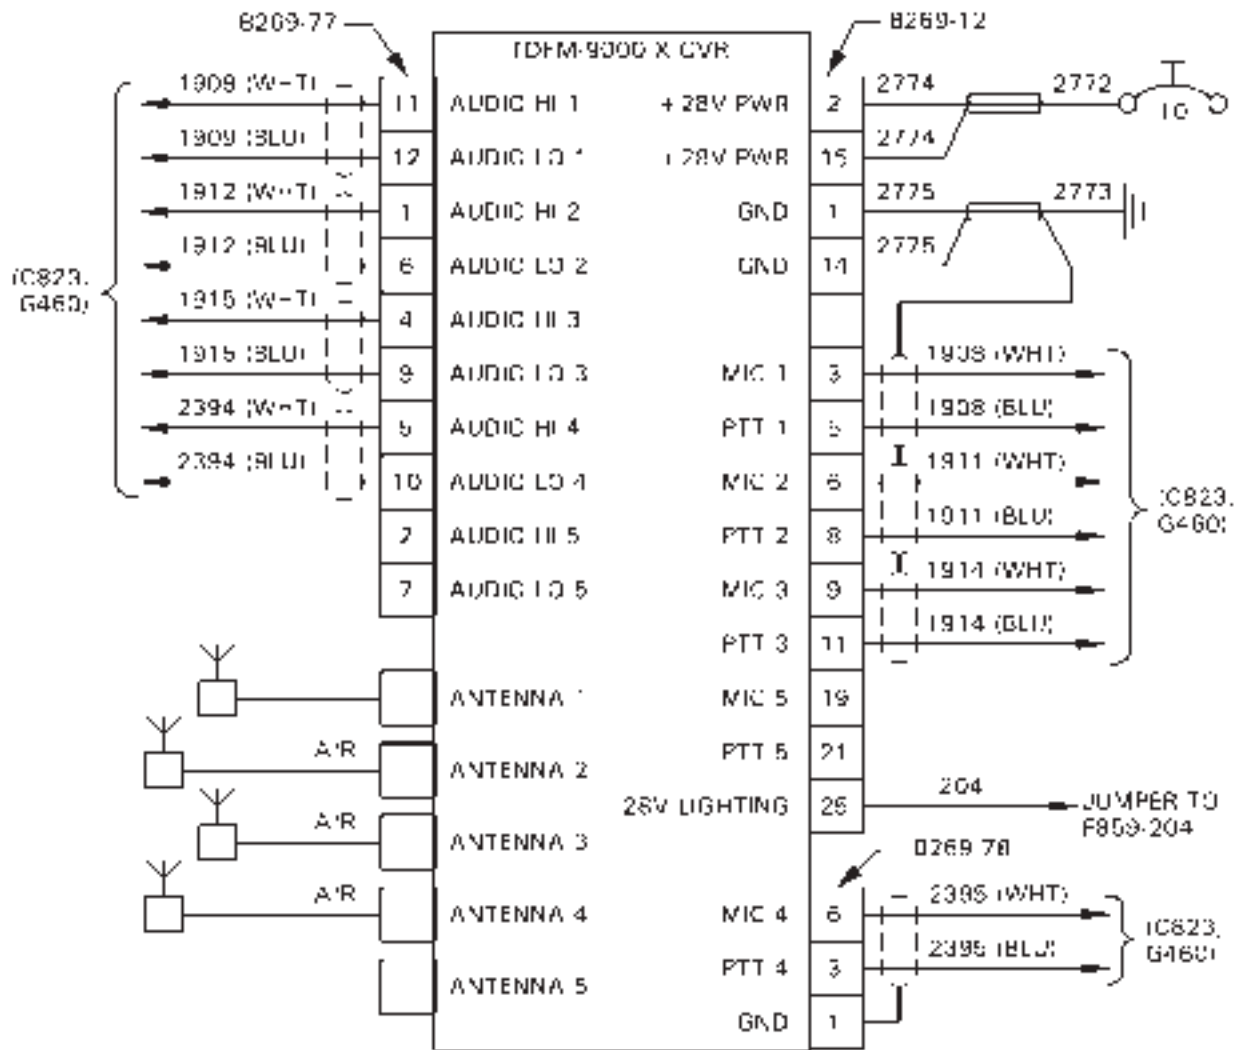 8269-77
8269-12
TDFM-9000 X CVR
1909 (WHT)
11
AUDIO HI 1
+28V PWR
2
2774
2772
10
1909 (BLU)
12
AUDIO LO 1
+28V PWR
15
2774
1912 (WHT)
1
AUDIO HI 2
GND
1
2775
2773
1912 (BLU)
6
AUDIO LO 2
GND
14
2775
(C823,
G460)
1915 (WHT)
4
AUDIO HI 3
1915 (BLU)
9
AUDIO LO 3
MIC 1
3
1908 (WHT)
2394 (WHT)
5
AUDIO HI 4
PTT 1
5
1908 (BLU)
2394 (BLU)
10
AUDIO LO 4
MIC 2
6
1911 (WHT)
(C823,
G460)
2
AUDIO HI 5
PTT 2
8
1911 (BLU)
7
AUDIO LO 5
MIC 3
9
1914 (WHT)
PTT 3
11
1914 (BLU)
ANTENNA 1
MIC 5
19
A/R
ANTENNA 2
PTT 5
21
28V LIGHTING
25
204
JUMPER TO
F859-204
A/R
ANTENNA 3
8269-78
A/R
ANTENNA 4
MIC 4
6
2395 (WHT)
(C823,
G460)
PTT 4
3
2395 (BLU)
ANTENNA 5
GND
1